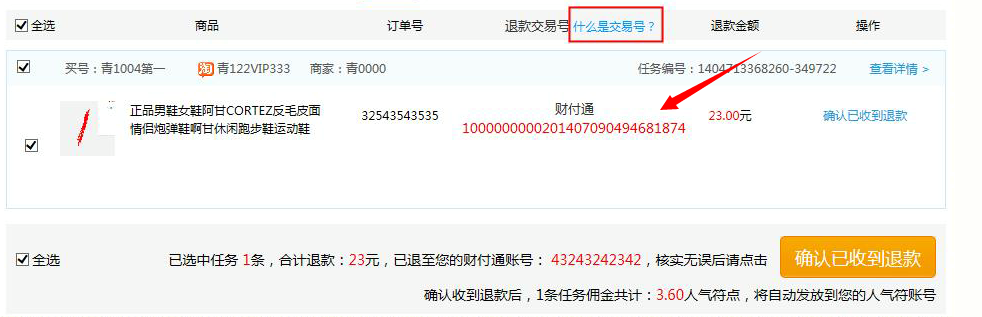 全选 商品 订单号 退款交易号 什么是交易号？ 退款金额 操作
买号：青1004第一 淘 青122VIP333 商家：青0000 任务编号：1404713368260-349722 查看详情 >
正品男鞋女鞋阿甘CORTEZ反毛皮面
情侣炮弹鞋啊甘休闲跑步鞋运动鞋
32543543535
财付通
1000000000201407090494681874
23.00元
确认已收到退款
全选 已选中任务 1条，合计退款：23元，已退至您的财付通账号： 43243242342，核实无误后请点击 确认已收到退款
确认收到退款后，1条任务佣金共计：3.60人气符点，将自动发放到您的人气符账号